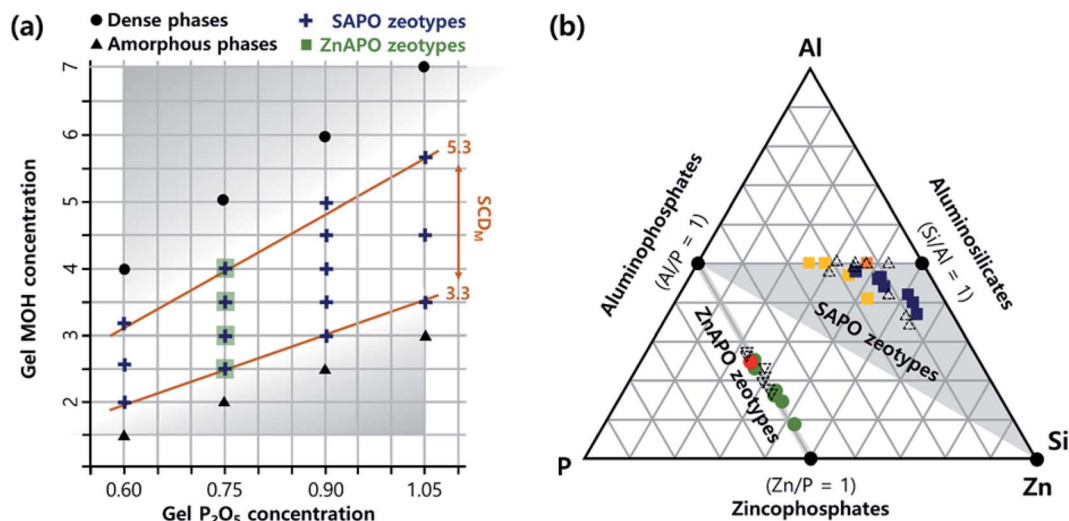 (a)
Dense phases
SAPO zeotypes
Amorphous phases
ZnAPO zeotypes
7
6
5
4
3
2
5.3
3.3
SCDM
Gel MOH concentration
0.60 0.75 0.90 1.05
Gel P2O5 concentration
(b)
Al
Aluminophosphates
(Al/P = 1)
Aluminosilicates
(Si/Al = 1)
SAPO zeotypes
ZnAPO zeotypes
P
Si
Zn
(Zn/P = 1)
Zincophosphates